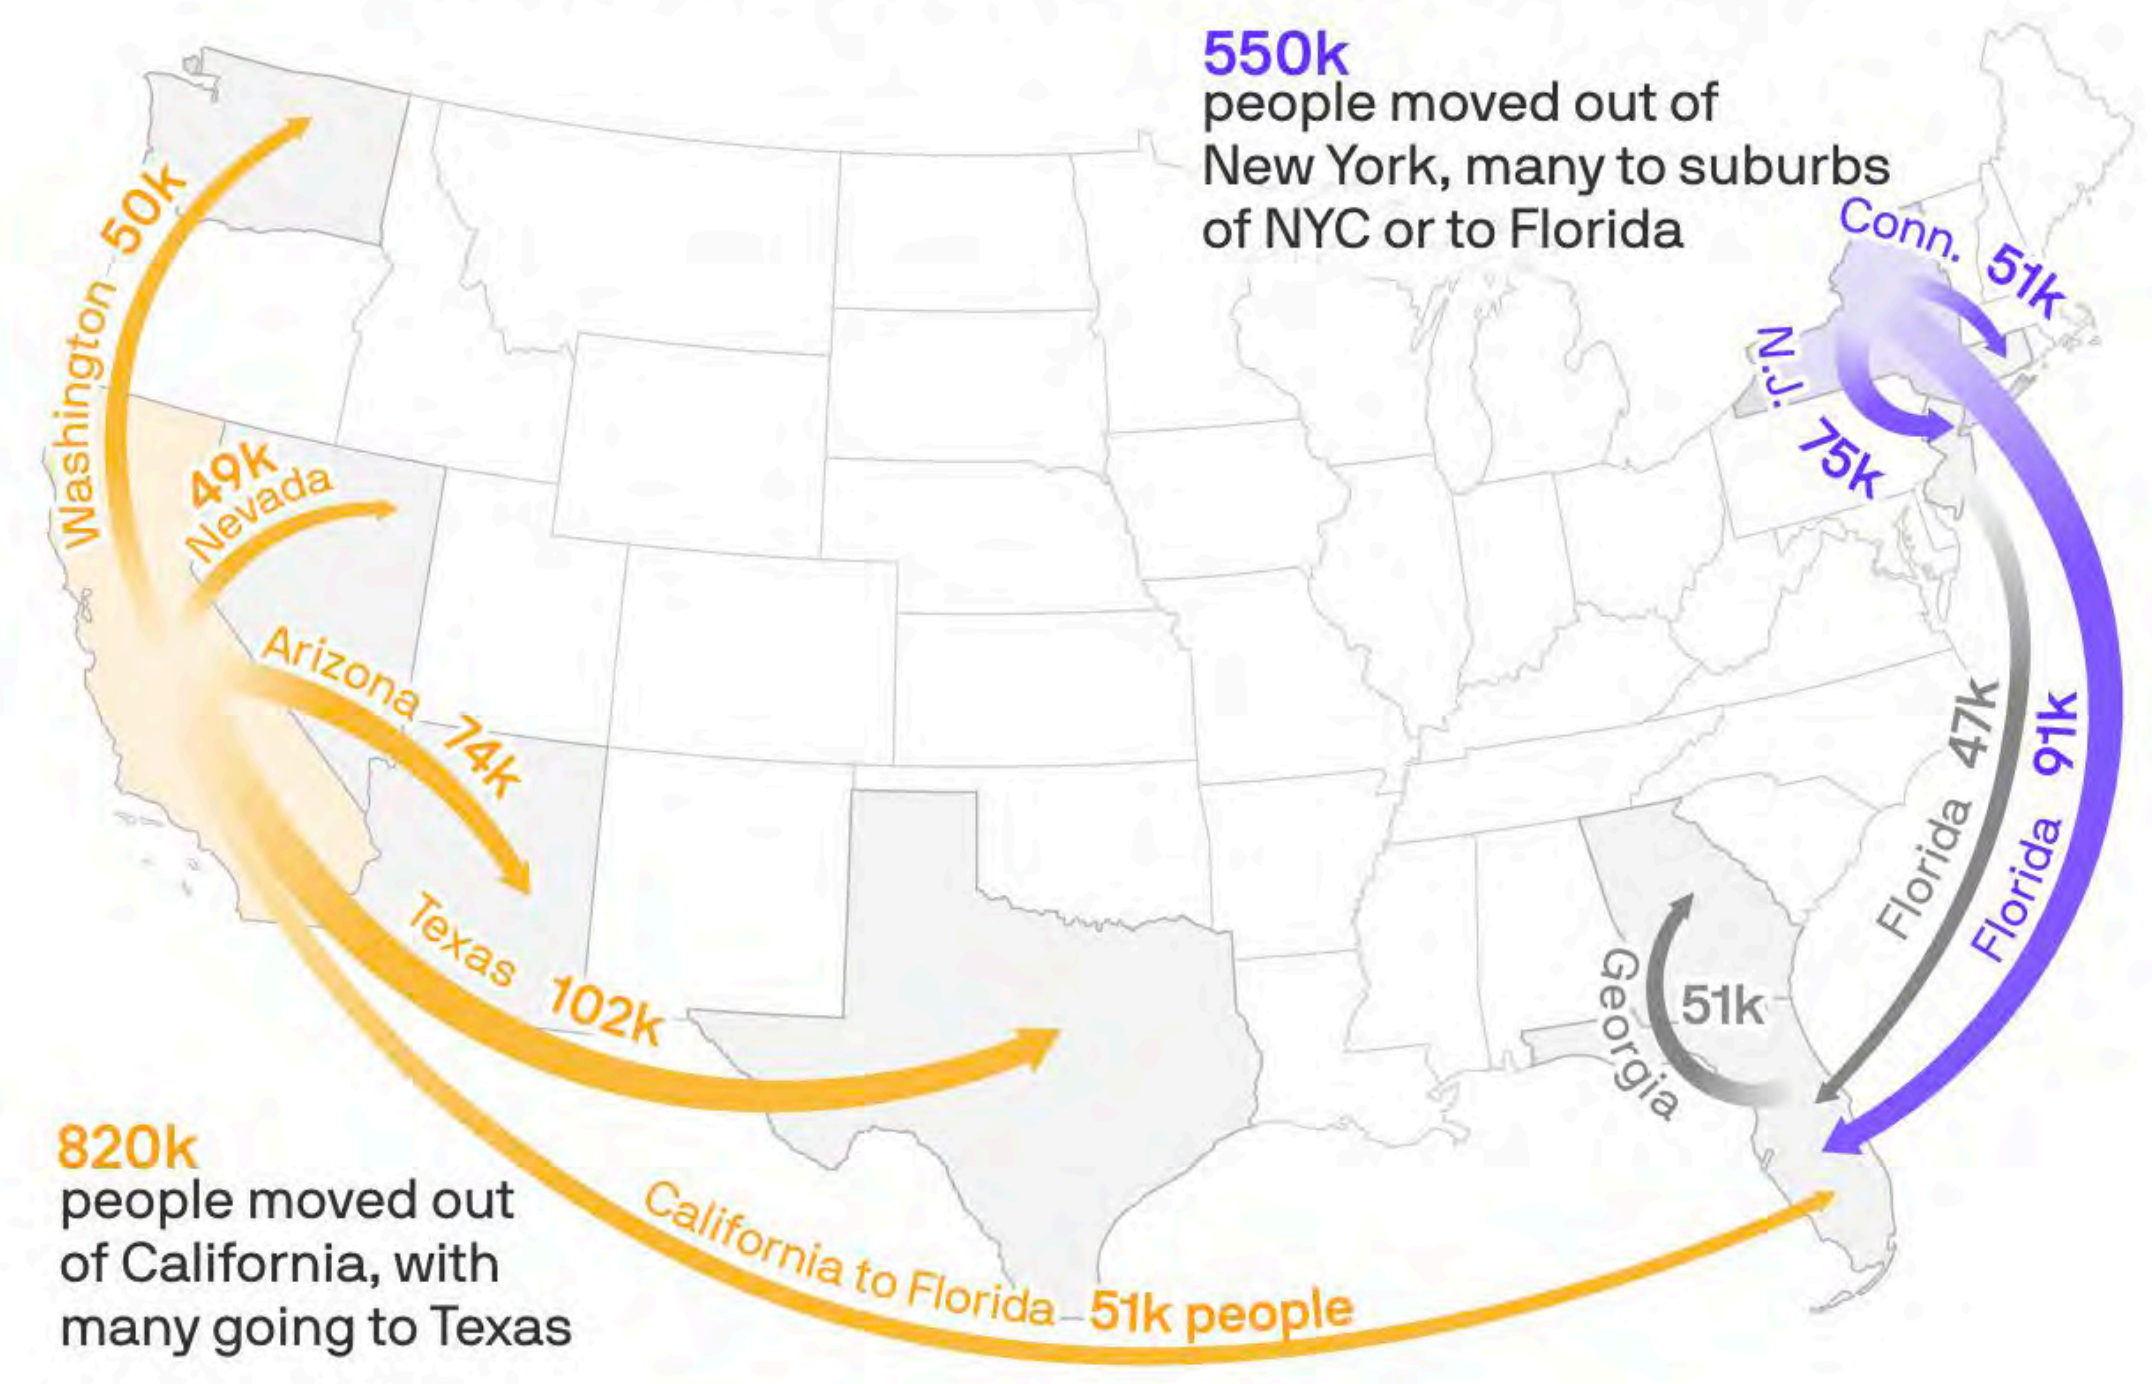 550k
people moved out of
New York, many to suburbs
of NYC or to Florida
Conn. 51k
N.J. 75k
Washington 50k
49k
Nevada
Arizona 74k
Texas 102k
Florida 47k
Florida 91k
Georgia 51k
820k
people moved out
of California, with
many going to Texas
California to Florida 51k people